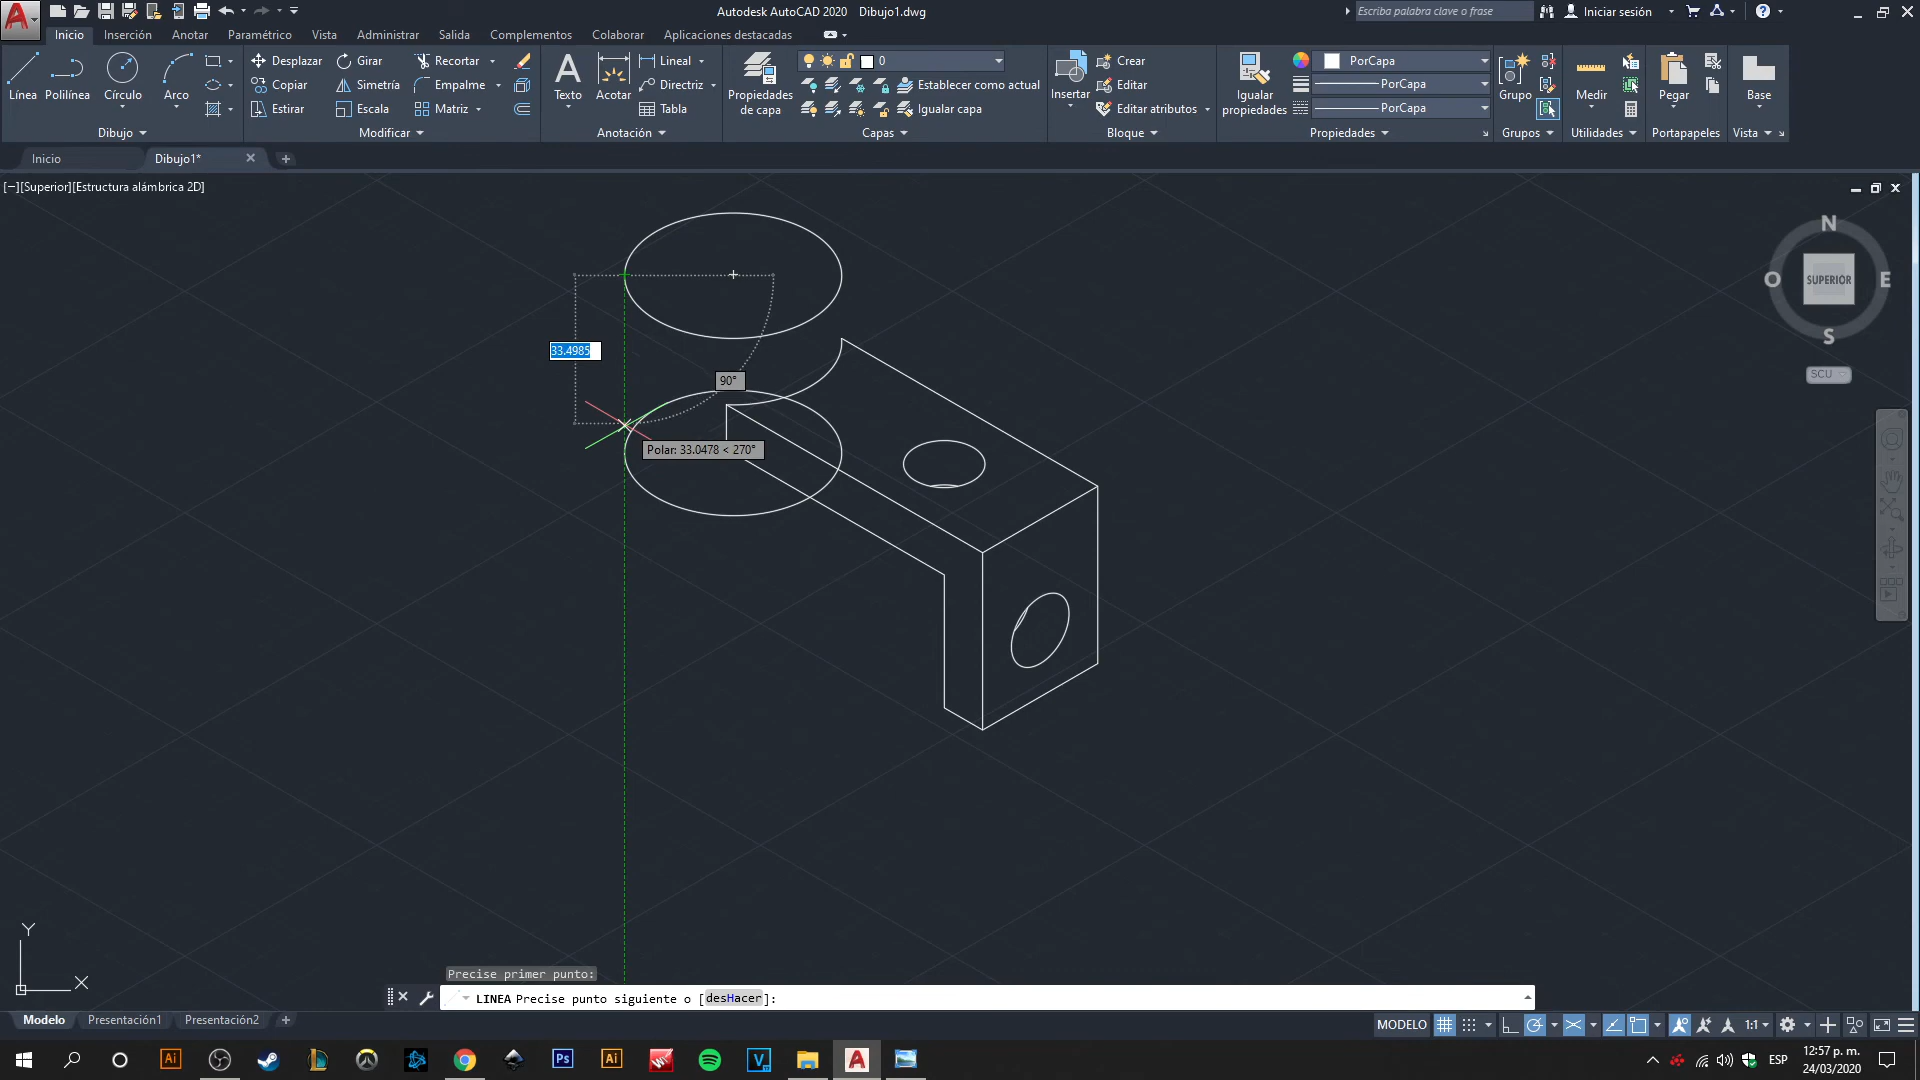 Autodesk AutoCAD 2020 Dibujo1.dwg
Escriba palabra clave o frase
Iniciar sesión
Inicio Inserción Anotar Paramétrico Vista Administrar Salida Complementos Colaborar Aplicaciones destacadas
Línea Polilínea Círculo Arco
Desplazar Girar Recortar
Copiar Simetría Empalme
Estirar Escala Matriz
Texto Acotar
Lineal
Directriz
Tabla
Propiedades de capa
0
Establecer como actual
Igualar capa
Insertar
Crear
Editar
Editar atributos
Igualar propiedades
PorCapa
PorCapa
PorCapa
Grupo
Medir
Pegar
Base
Dibujo Modificar Anotación Capas Bloque Propiedades Grupos Utilidades Portapapeles Vista
Inicio Dibujo1*
[−][Superior][Estructura alámbrica 2D]
N
O SUPERIOR E
S
SCU
33.4985
90°
Polar: 33.0478 < 270°
Y
X
Precise primer punto:
LINEA Precise punto siguiente o [desHacer]:
Modelo Presentación1 Presentación2
MODELO 1:1
ESP
12:57 p. m.
24/03/2020
Ai
Ps
Ai
V
A